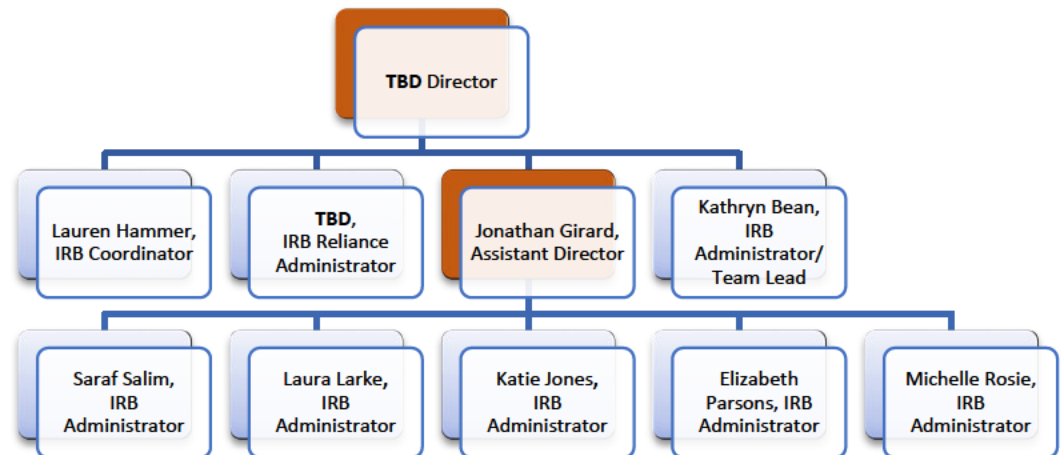 TBD Director
Lauren Hammer,
IRB Coordinator
TBD,
IRB Reliance
Administrator
Jonathan Girard,
Assistant Director
Kathryn Bean,
IRB
Administrator/
Team Lead
Saraf Salim,
IRB
Administrator
Laura Larke,
IRB
Administrator
Katie Jones,
IRB
Administrator
Elizabeth
Parsons, IRB
Administrator
Michelle Rosie,
IRB
Administrator